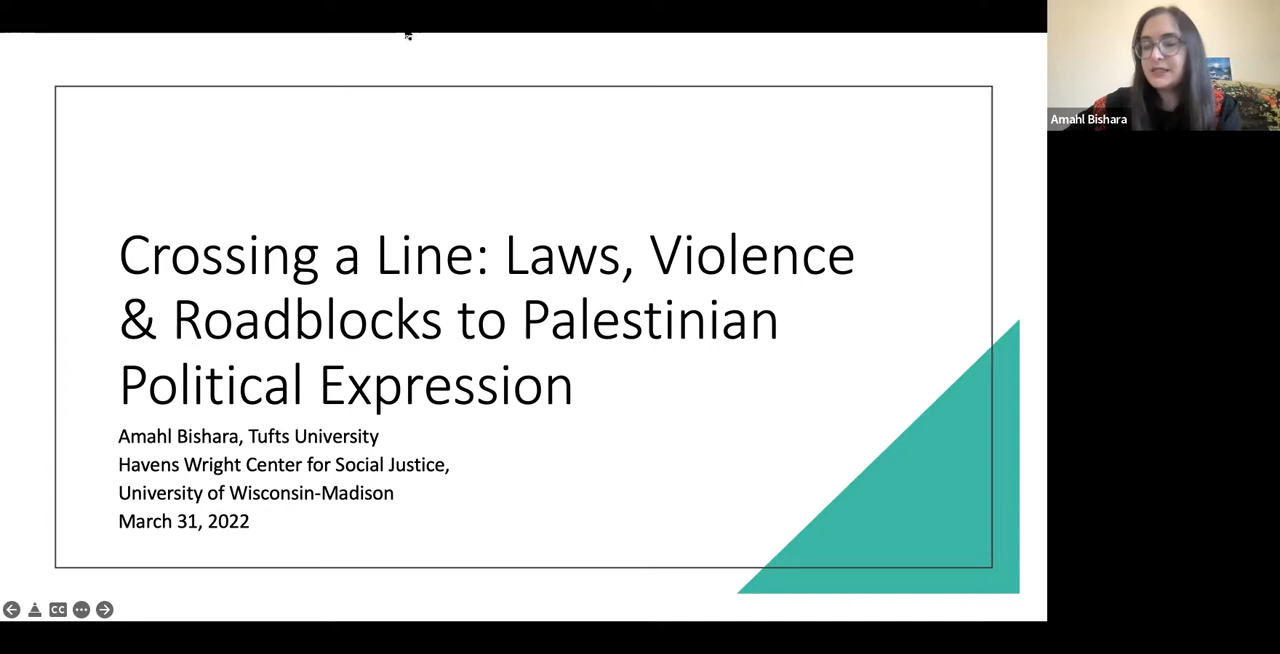 Crossing a Line: Laws, Violence
& Roadblocks to Palestinian
Political Expression
Amahl Bishara, Tufts University
Havens Wright Center for Social Justice,
University of Wisconsin-Madison
March 31, 2022
Amahl Bishara
CC